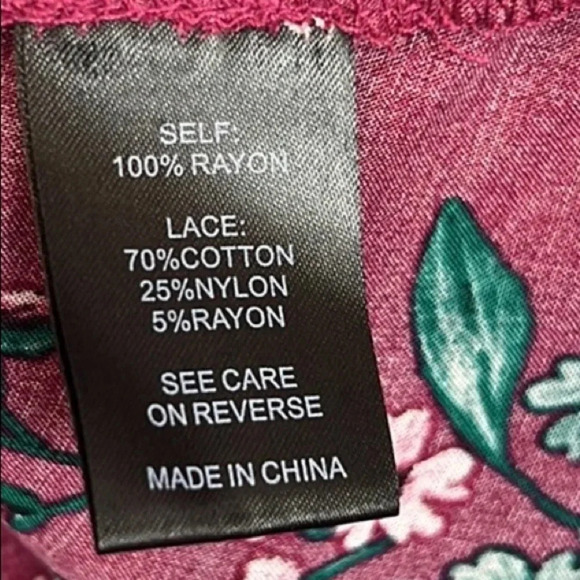 SELF:
100% RAYON
LACE:
70%COTTON
25%NYLON
5%RAYON
SEE CARE
ON REVERSE
MADE IN CHINA